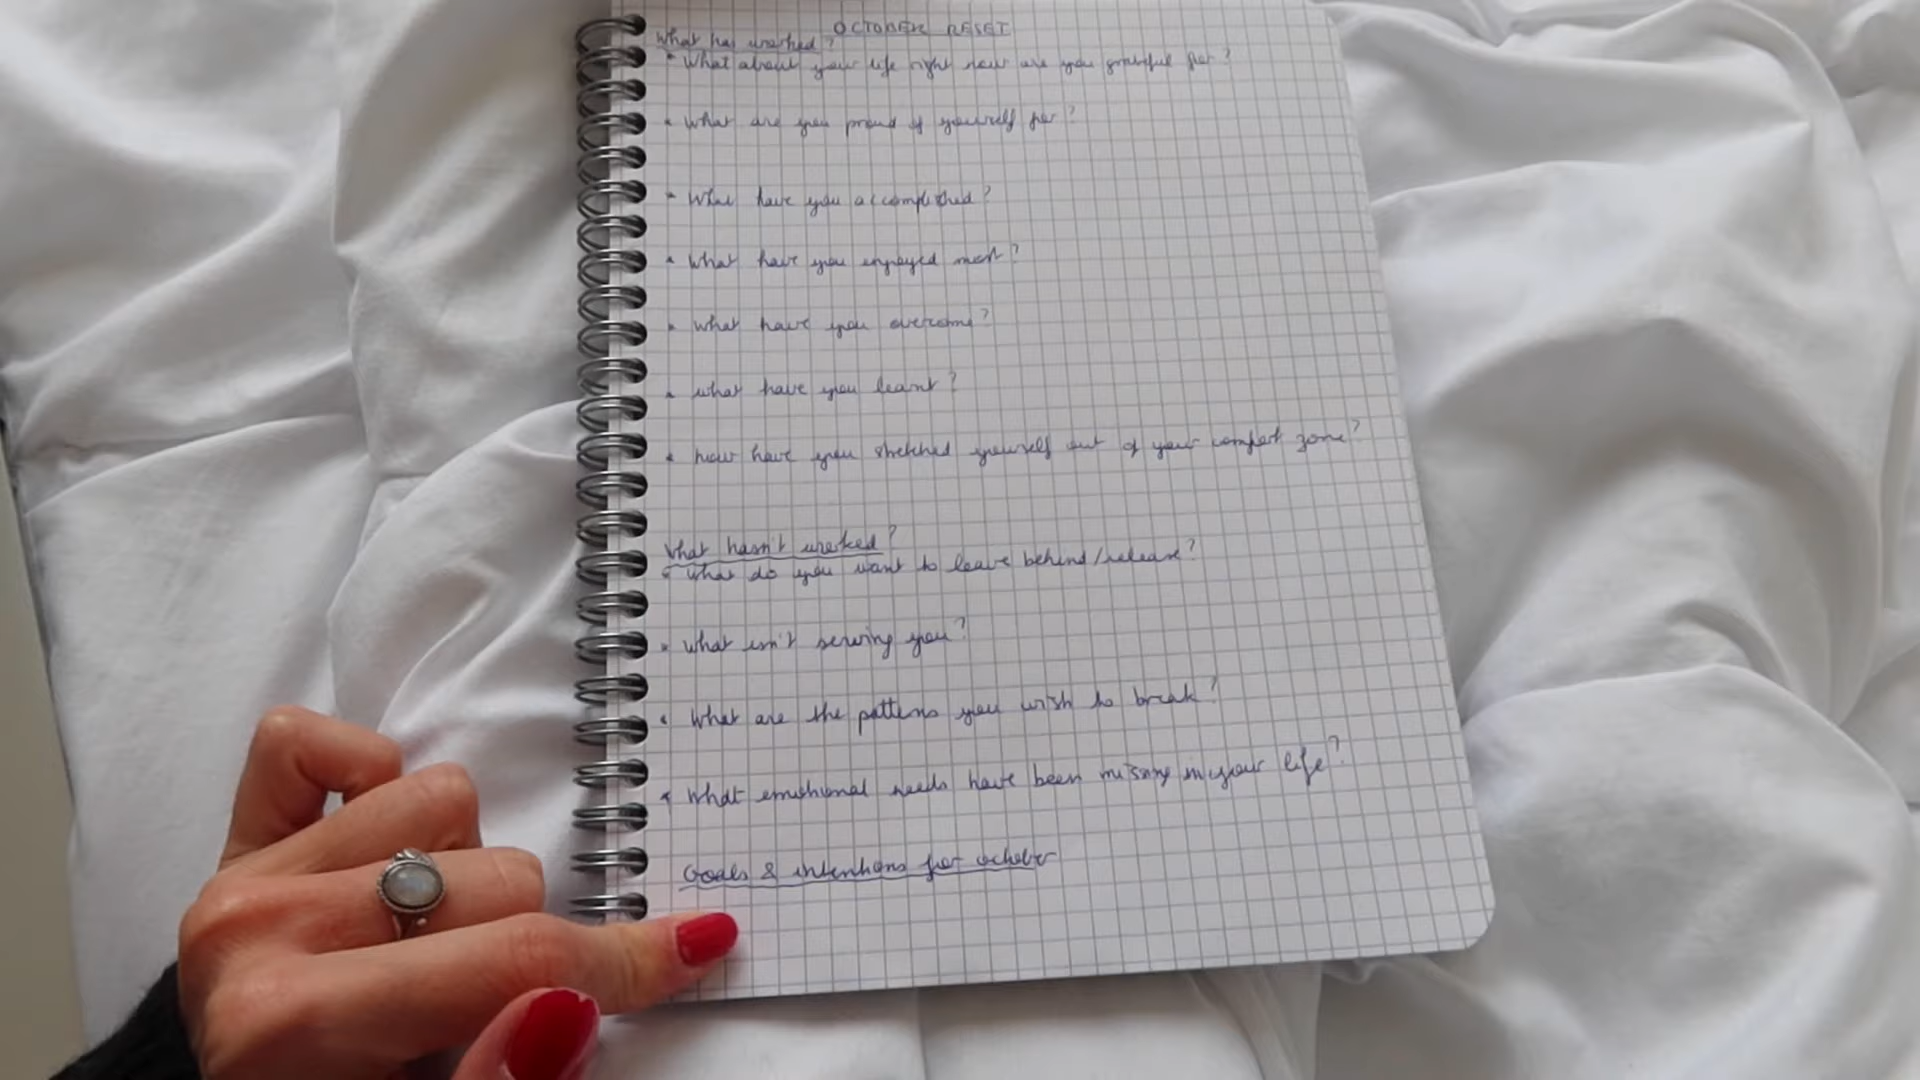 OCTOBER RESET
What has worked?
• What about your life right now are you grateful for?
• What are you proud of yourself for?
• What have you accomplished?
• What have you enjoyed most?
• what have you overcome?
• what have you learnt?
• how have you stretched yourself out of your comfort zone?
What hasn't worked?
• what do you want to leave behind/release?
• what isn't serving you?
• What are the patterns you wish to break?
• What emotional needs have been missing in your life?
Goals & intentions for october